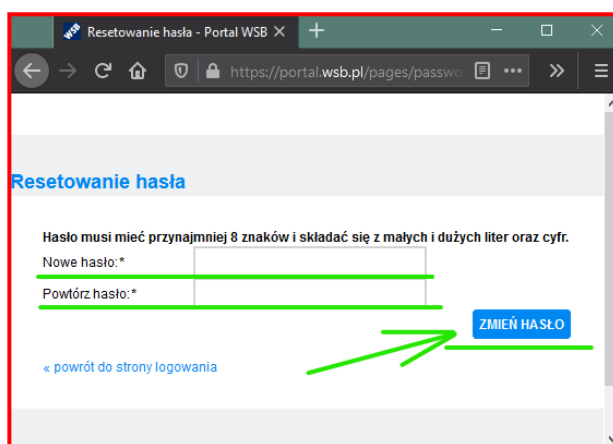 WSB Resetowanie hasła - Portal WSB
https://portal.wsb.pl/pages/passwo
Resetowanie hasła
Hasło musi mieć przynajmniej 8 znaków i składać się z małych i dużych liter oraz cyfr.
Nowe hasło:*
Powtórz hasło:*
ZMIEŃ HASŁO
« powrót do strony logowania